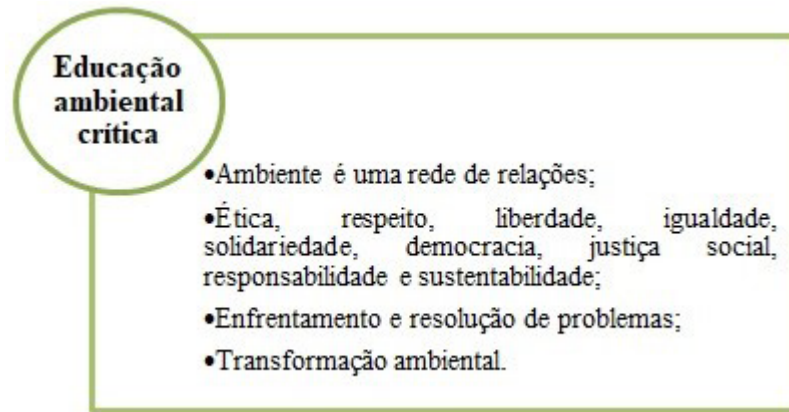 Educação
ambiental
crítica
•Ambiente é uma rede de relações;
•Ética, respeito, liberdade, igualdade,
solidariedade, democracia, justiça social,
responsabilidade e sustentabilidade;
•Enfrentamento e resolução de problemas;
•Transformação ambiental.